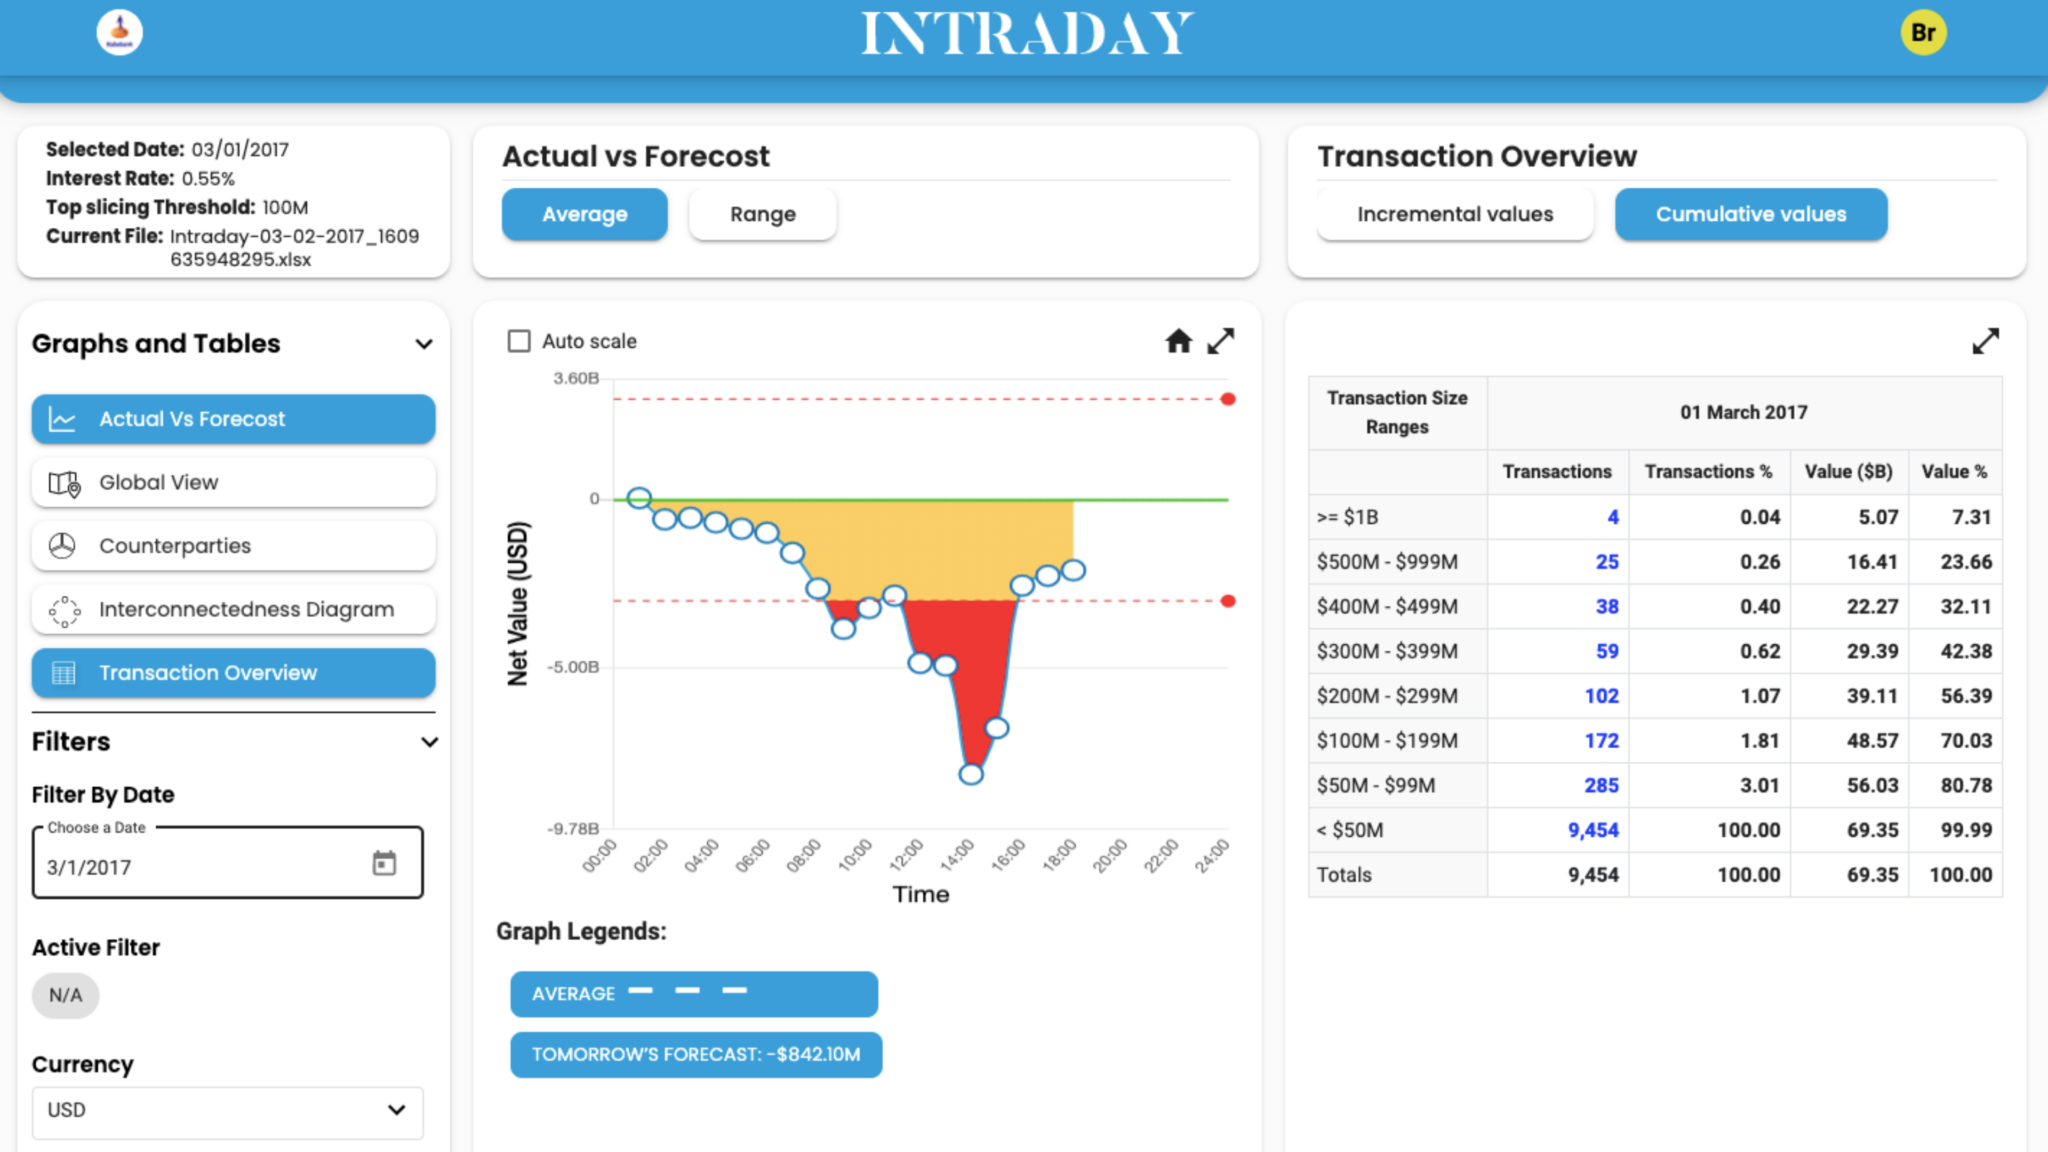 INTRADAY
Br
Selected Date: 03/01/2017
Interest Rate: 0.55%
Top slicing Threshold: 100M
Current File: Intraday-03-02-2017_1609
635948295.xlsx
Actual vs Forecost
Average
Range
Transaction Overview
Incremental values
Cumulative values
Graphs and Tables
Actual Vs Forecost
Global View
Counterparties
Interconnectedness Diagram
Transaction Overview
Filters
Filter By Date
Choose a Date
3/1/2017
Active Filter
N/A
Currency
USD
Auto scale
3.60B
0
-5.00B
-9.78B
Net Value (USD)
00:00 02:00 04:00 06:00 08:00 10:00 12:00 14:00 16:00 18:00 20:00 22:00 24:00
Time
Graph Legends:
AVERAGE
TOMORROW'S FORECAST: -$842.10M
Transaction Size
Ranges
01 March 2017
Transactions Transactions % Value ($B) Value %
>= $1B 4 0.04 5.07 7.31
$500M - $999M 25 0.26 16.41 23.66
$400M - $499M 38 0.40 22.27 32.11
$300M - $399M 59 0.62 29.39 42.38
$200M - $299M 102 1.07 39.11 56.39
$100M - $199M 172 1.81 48.57 70.03
$50M - $99M 285 3.01 56.03 80.78
< $50M 9,454 100.00 69.35 99.99
Totals 9,454 100.00 69.35 100.00